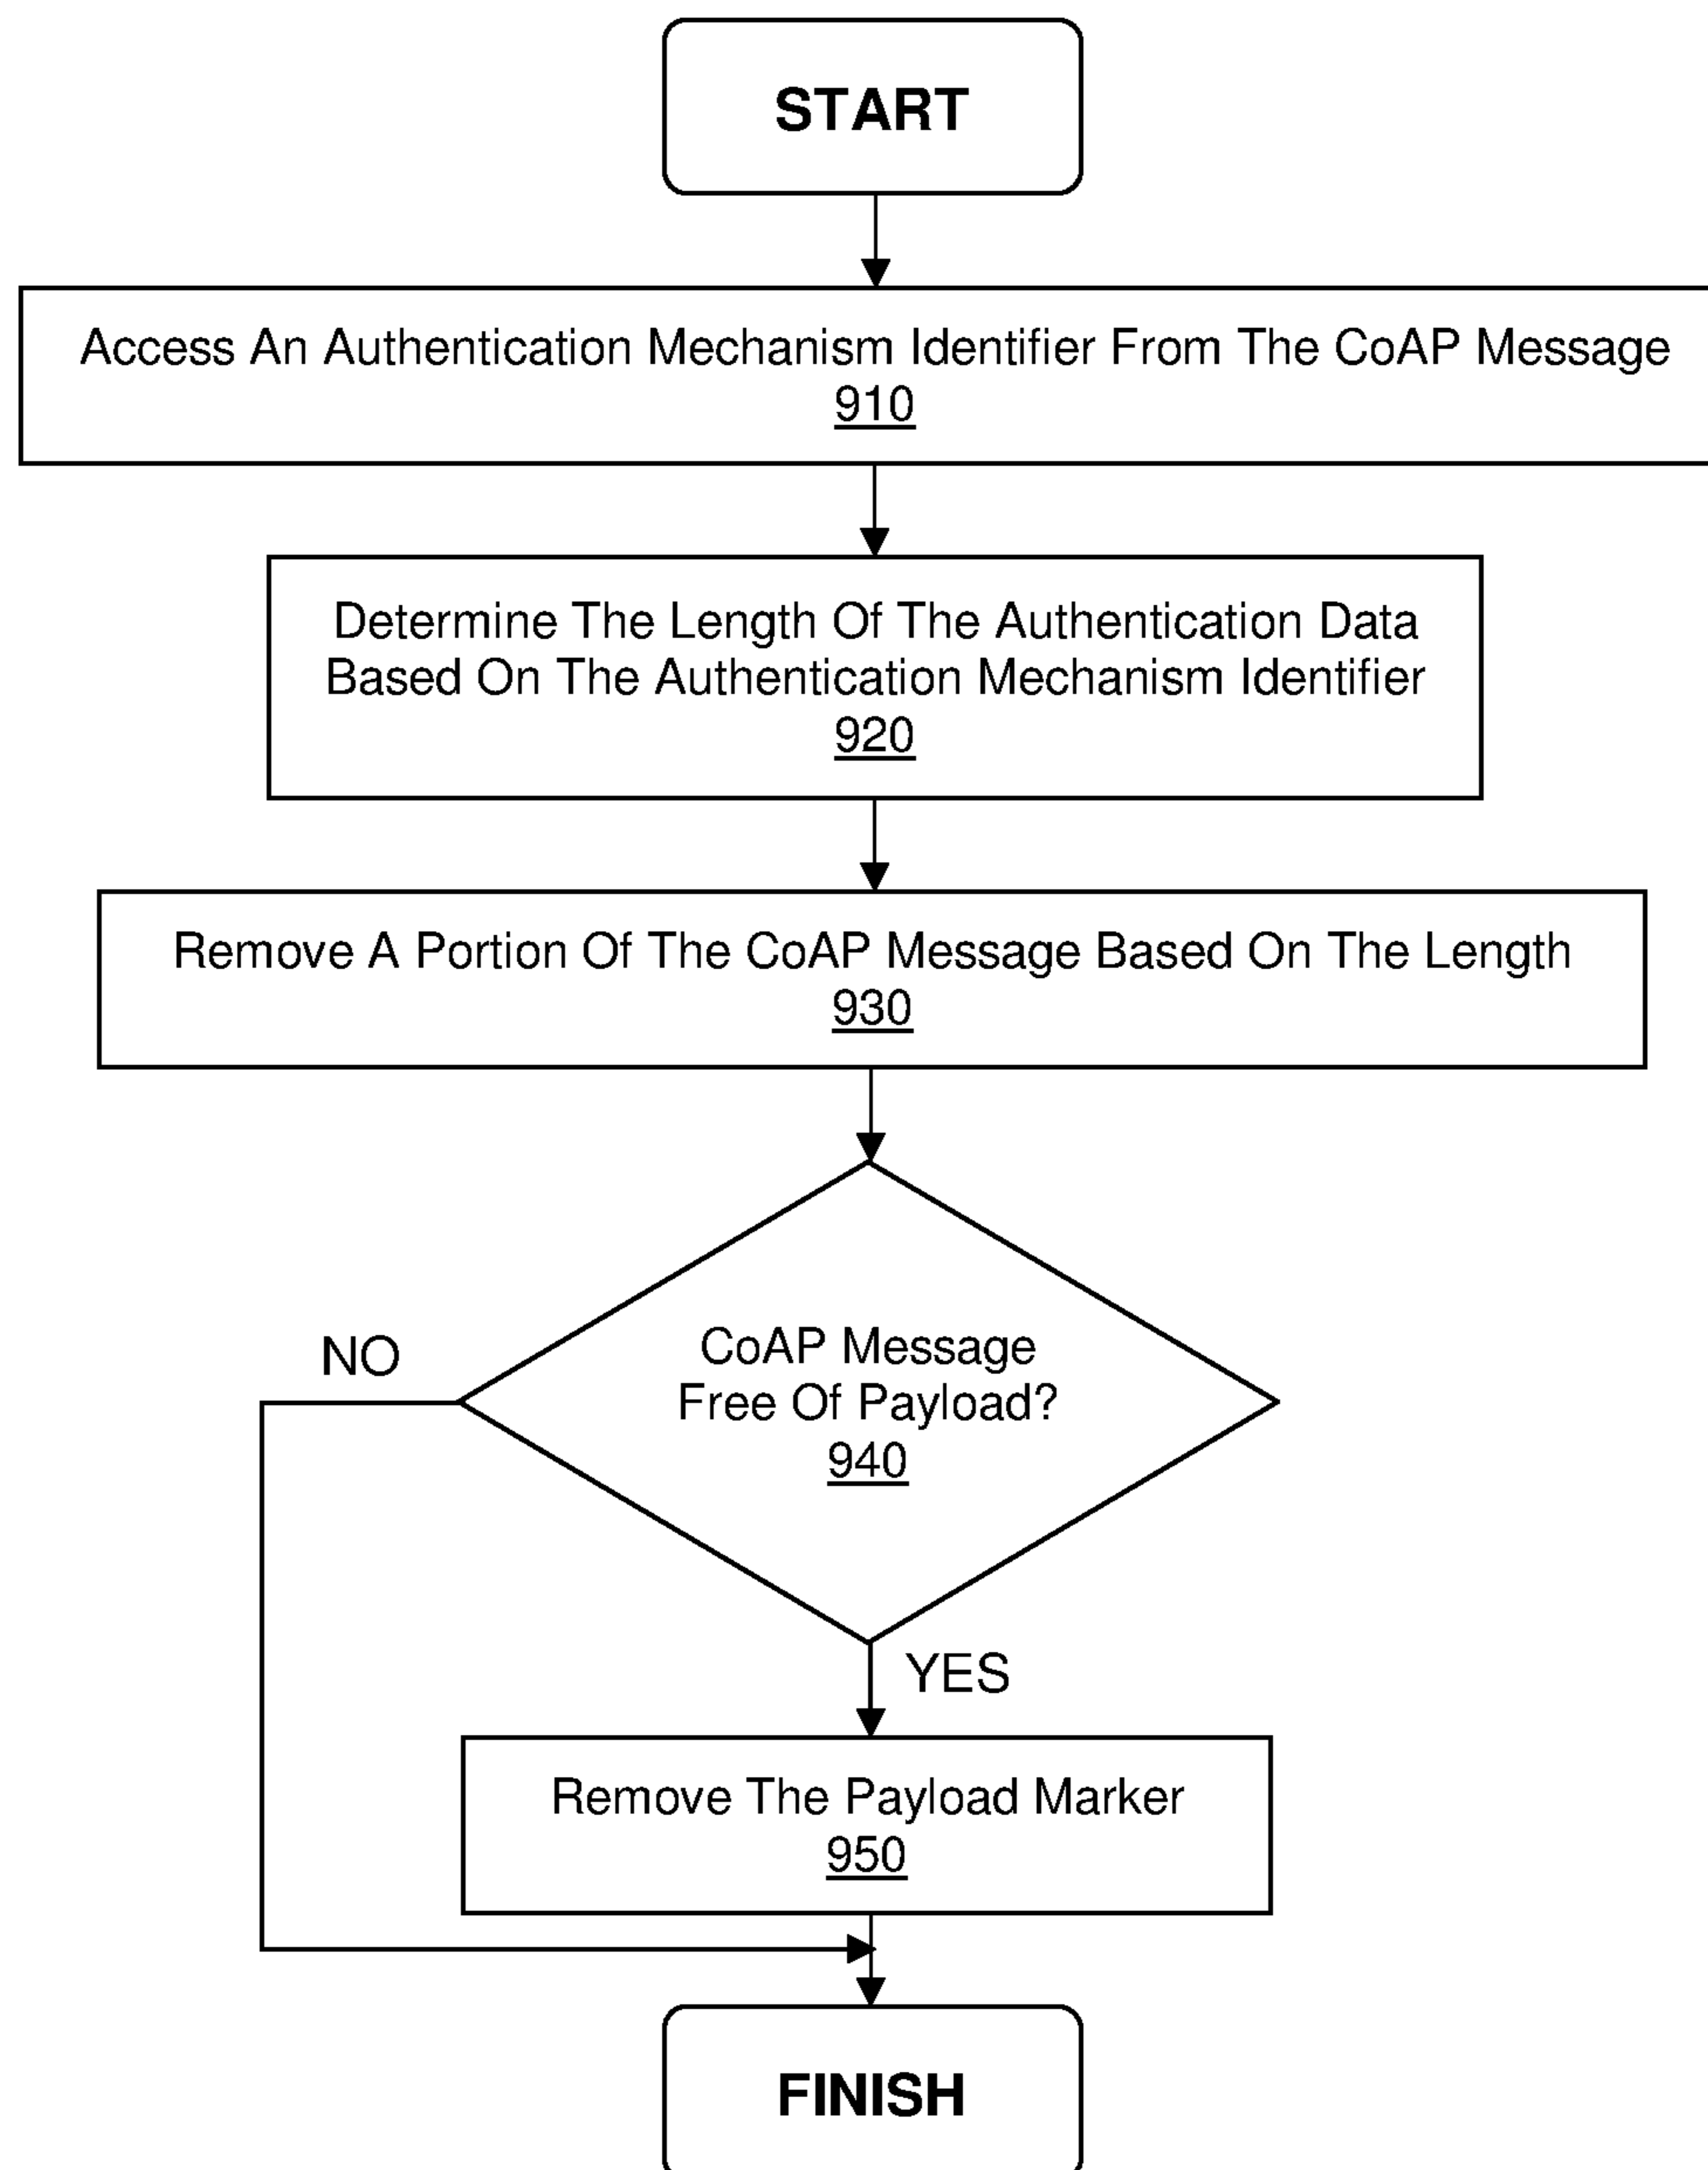 START
Access An Authentication Mechanism Identifier From The CoAP Message
910
Determine The Length Of The Authentication Data
Based On The Authentication Mechanism Identifier
920
Remove A Portion Of The CoAP Message Based On The Length
930
CoAP Message
Free Of Payload?
940
NO
YES
Remove The Payload Marker
950
FINISH